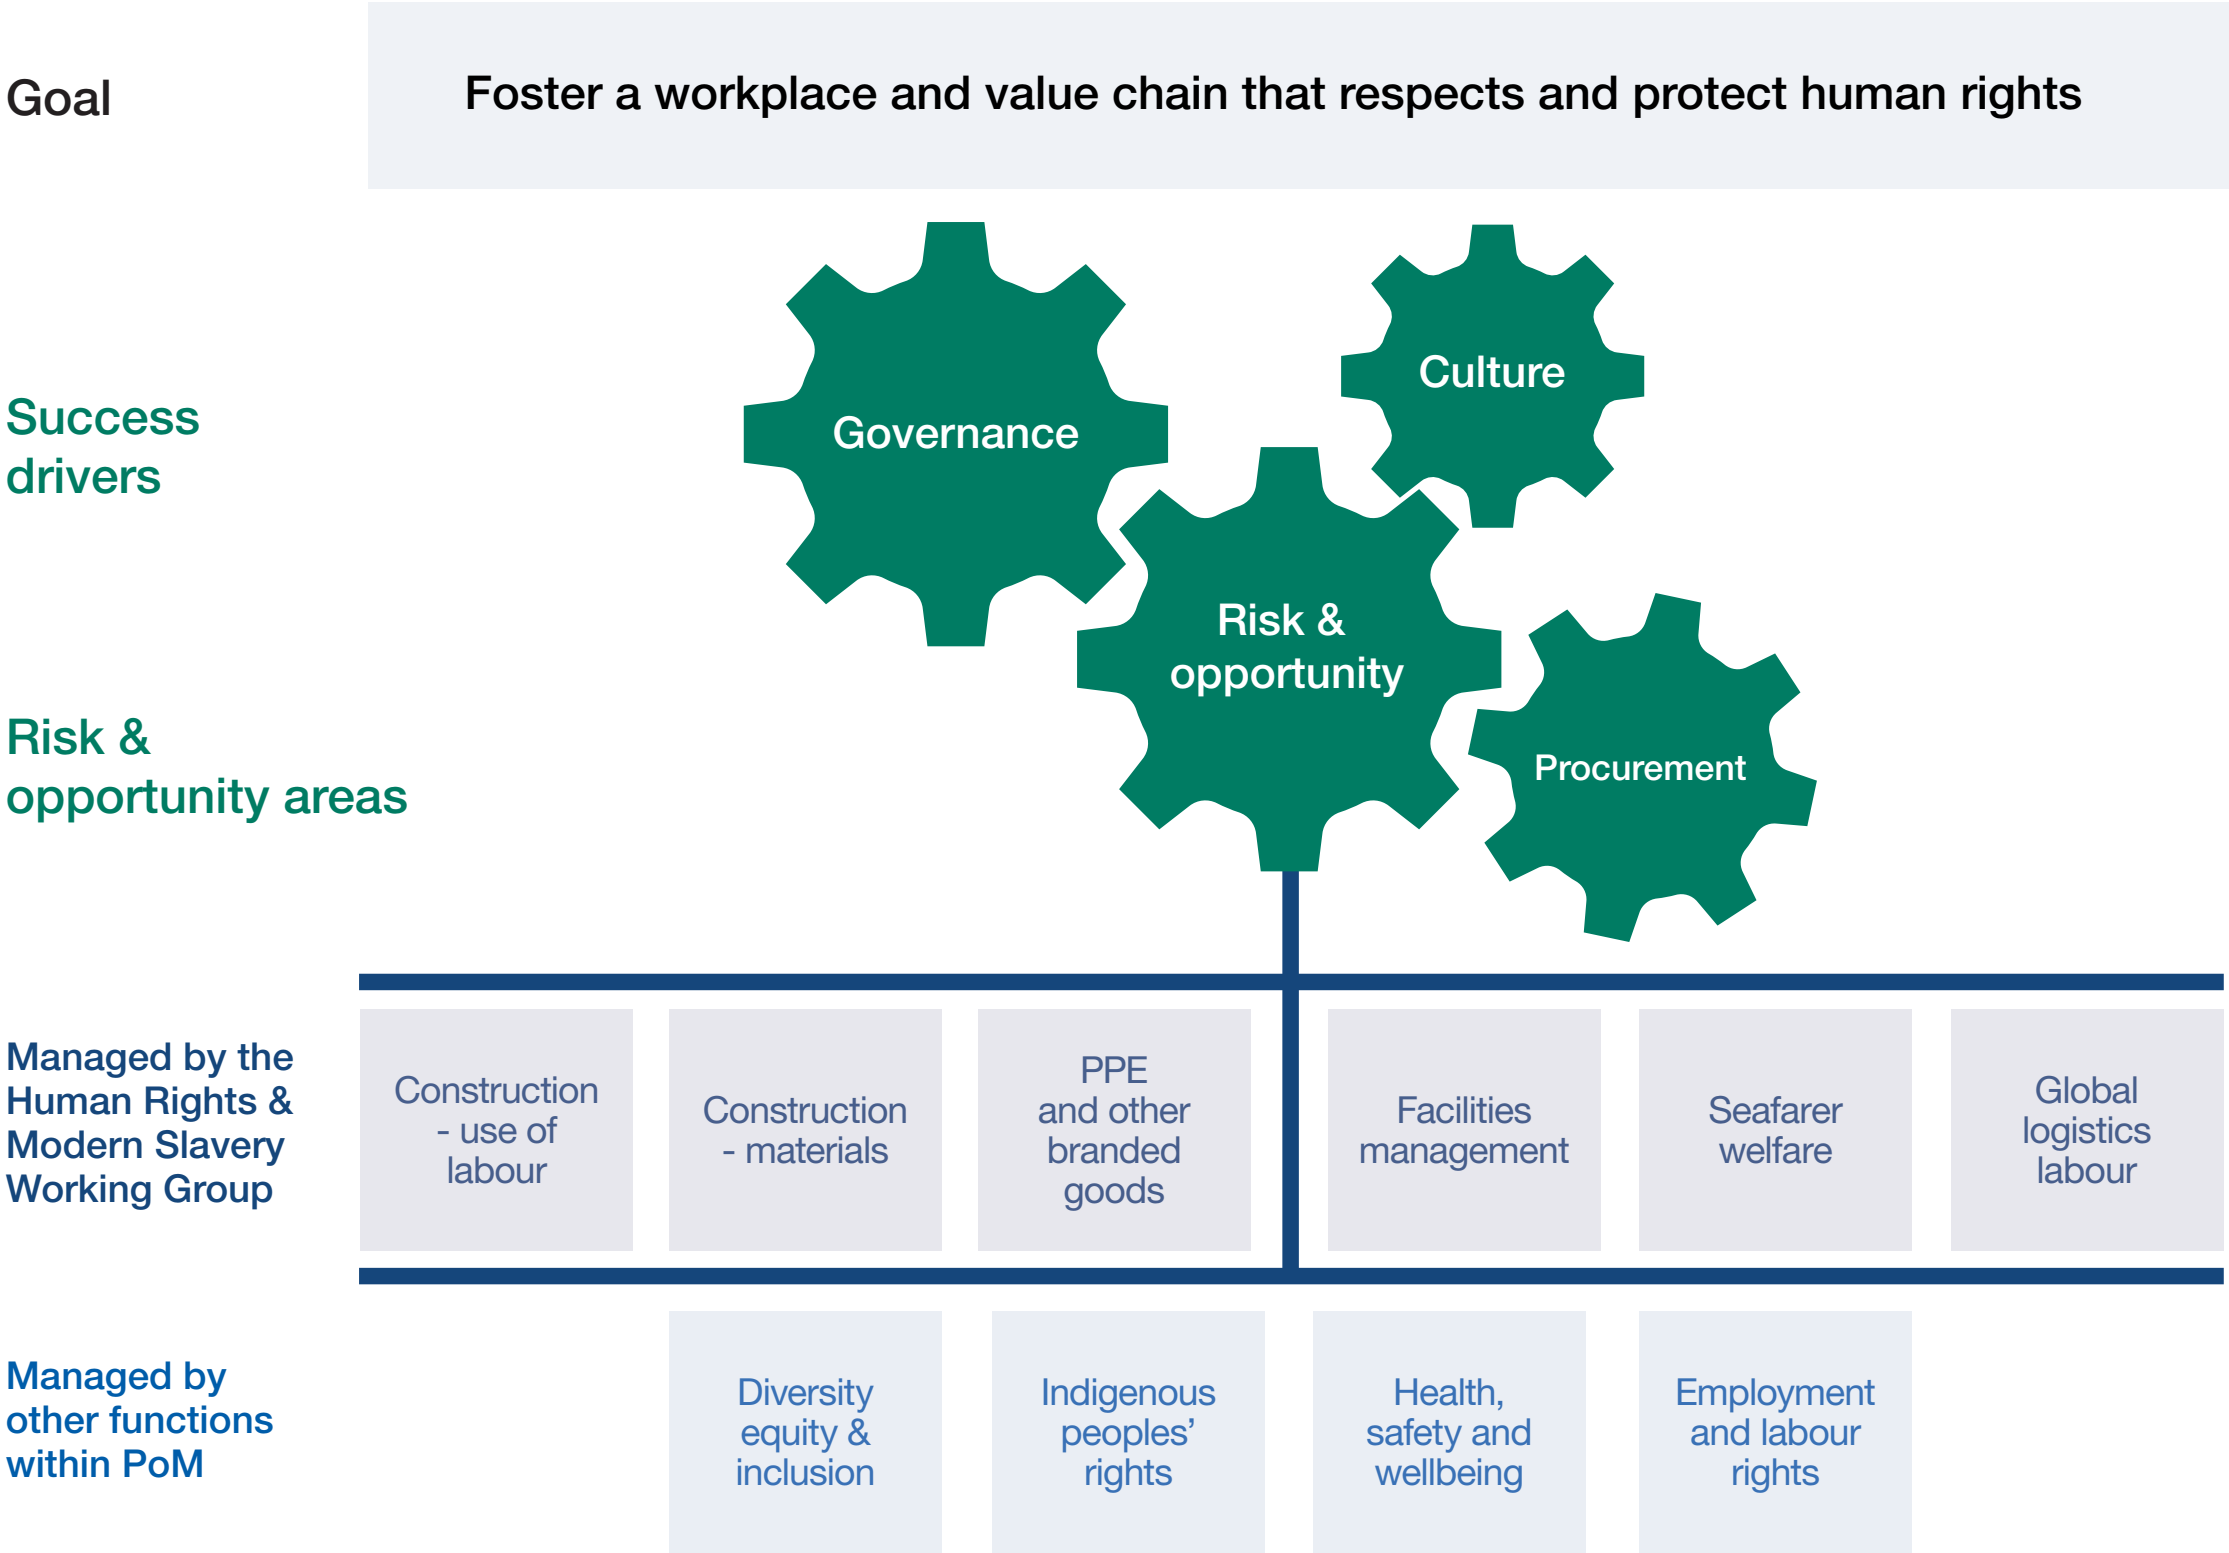 Goal
Foster a workplace and value chain that respects and protect human rights
Success
drivers
Governance
Culture
Risk &
opportunity
Procurement
Risk &
opportunity areas
Managed by the
Human Rights &
Modern Slavery
Working Group
Construction
- use of
labour
Construction
- materials
PPE
and other
branded
goods
Facilities
management
Seafarer
welfare
Global
logistics
labour
Managed by
other functions
within PoM
Diversity
equity &
inclusion
Indigenous
peoples’
rights
Health,
safety and
wellbeing
Employment
and labour
rights